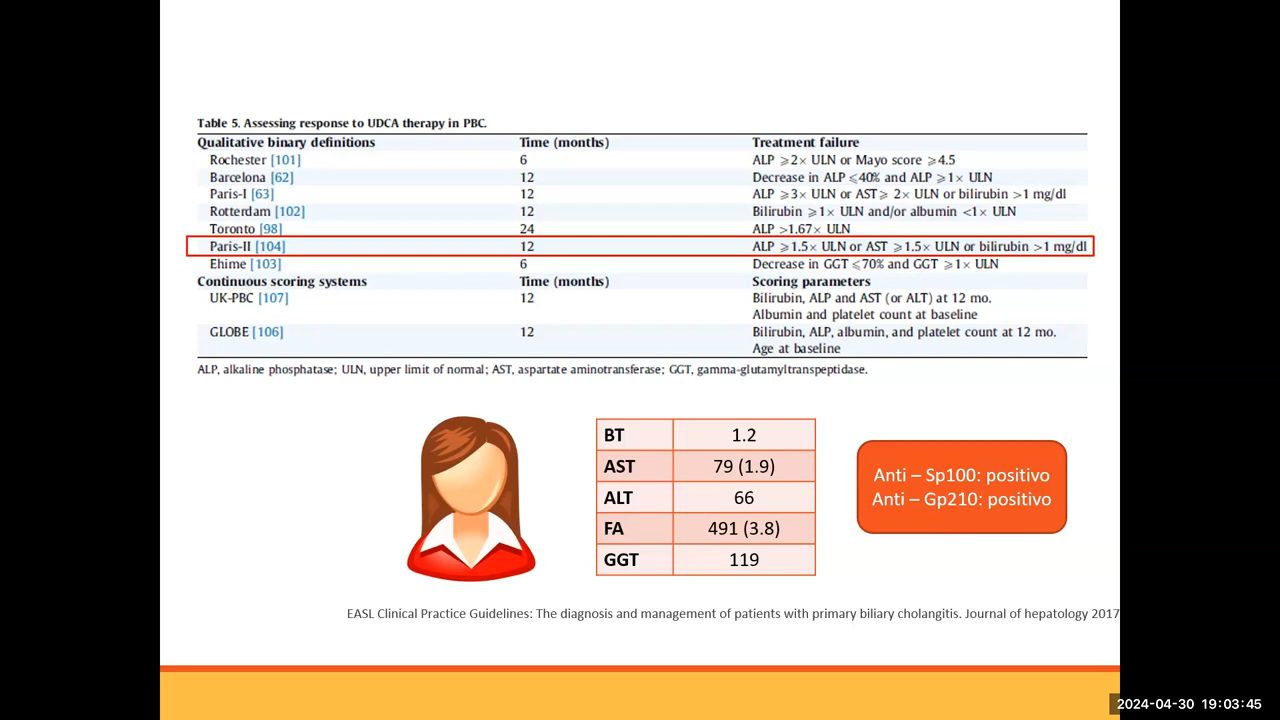 Table 5. Assessing response to UDCA therapy in PBC.
Qualitative binary definitions Time (months) Treatment failure
Rochester [101] 6 ALP ⩾2× ULN or Mayo score ⩾4.5
Barcelona [62] 12 Decrease in ALP ⩽40% and ALP ⩾1× ULN
Paris-I [63] 12 ALP ⩾3× ULN or AST⩾ 2× ULN or bilirubin >1 mg/dl
Rotterdam [102] 12 Bilirubin ⩾1× ULN and/or albumin <1× ULN
Toronto [98] 24 ALP >1.67× ULN
Paris-II [104] 12 ALP ⩾1.5× ULN or AST ⩾1.5× ULN or bilirubin >1 mg/dl
Ehime [103] 6 Decrease in GGT ⩽70% and GGT ⩾1× ULN
Continuous scoring systems Time (months) Scoring parameters
UK-PBC [107] 12 Bilirubin, ALP and AST (or ALT) at 12 mo.
Albumin and platelet count at baseline
GLOBE [106] 12 Bilirubin, ALP, albumin, and platelet count at 12 mo.
Age at baseline
ALP, alkaline phosphatase; ULN, upper limit of normal; AST, aspartate aminotransferase; GGT, gamma-glutamyltranspeptidase.
BT 1.2
AST 79 (1.9)
ALT 66
FA 491 (3.8)
GGT 119
Anti – Sp100: positivo
Anti – Gp210: positivo
EASL Clinical Practice Guidelines: The diagnosis and management of patients with primary biliary cholangitis. Journal of hepatology 2017
2024-04-30 19:03:45